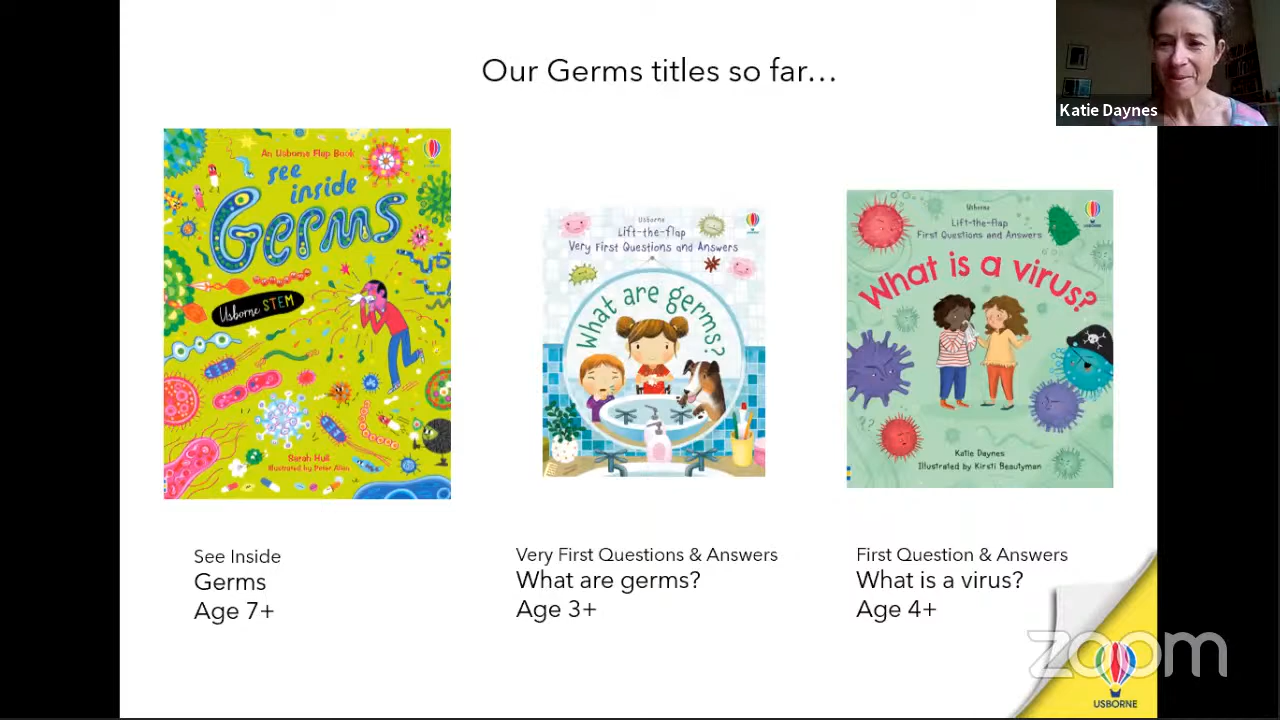 Our Germs titles so far...
Katie Daynes
An Usborne Flap Book
see
inside
Germs
Usborne STEM
Sarah Hull
Illustrated by Peter Allen
Usborne
Lift-the-flap
Very First Questions and Answers
What are germs?
Usborne
Lift-the-flap
First Questions and Answers
What is a virus?
??
Katie Daynes
Illustrated by Kirsti Beautyman
See Inside
Germs
Age 7+
Very First Questions & Answers
What are germs?
Age 3+
First Question & Answers
What is a virus?
Age 4+
zoom
USBORNE